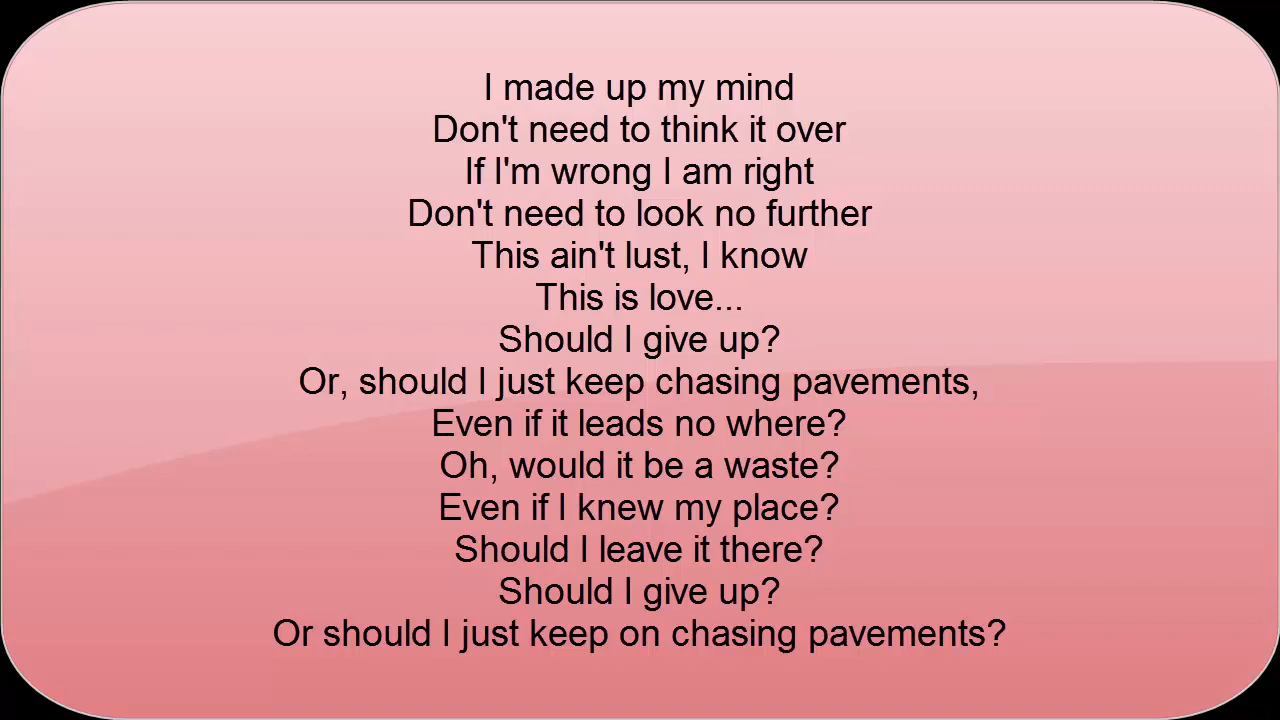 I made up my mind
Don't need to think it over
If I'm wrong I am right
Don't need to look no further
This ain't lust, I know
This is love...
Should I give up?
Or, should I just keep chasing pavements,
Even if it leads no where?
Oh, would it be a waste?
Even if I knew my place?
Should I leave it there?
Should I give up?
Or should I just keep on chasing pavements?